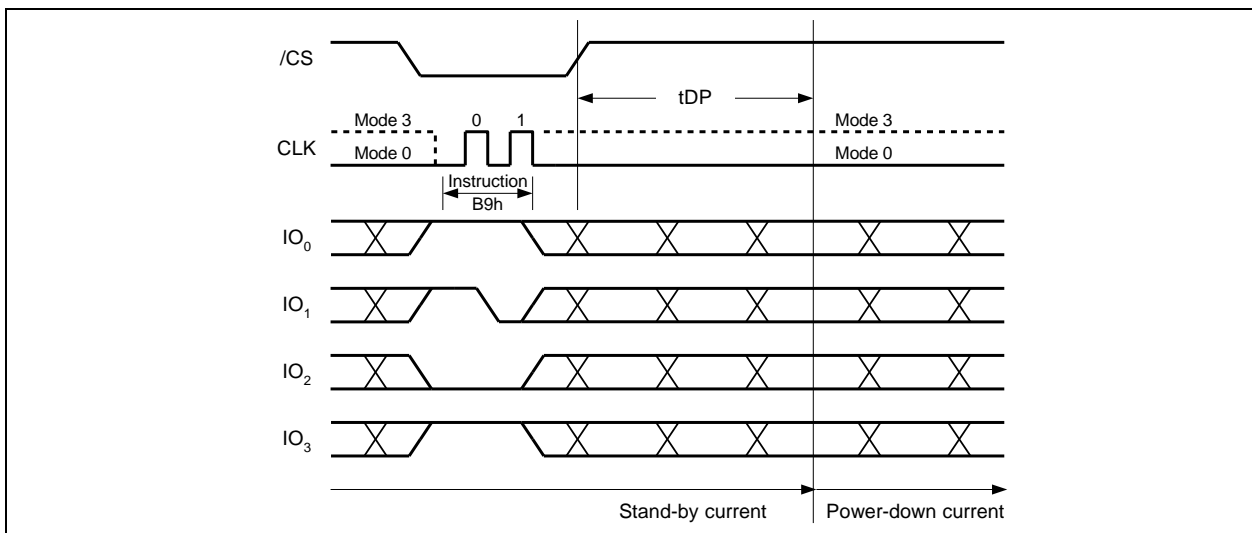 /CS
tDP
Mode 3 0 1 Mode 3
CLK
Mode 0 Mode 0
Instruction
B9h
IO0
IO1
IO2
IO3
Stand-by current Power-down current